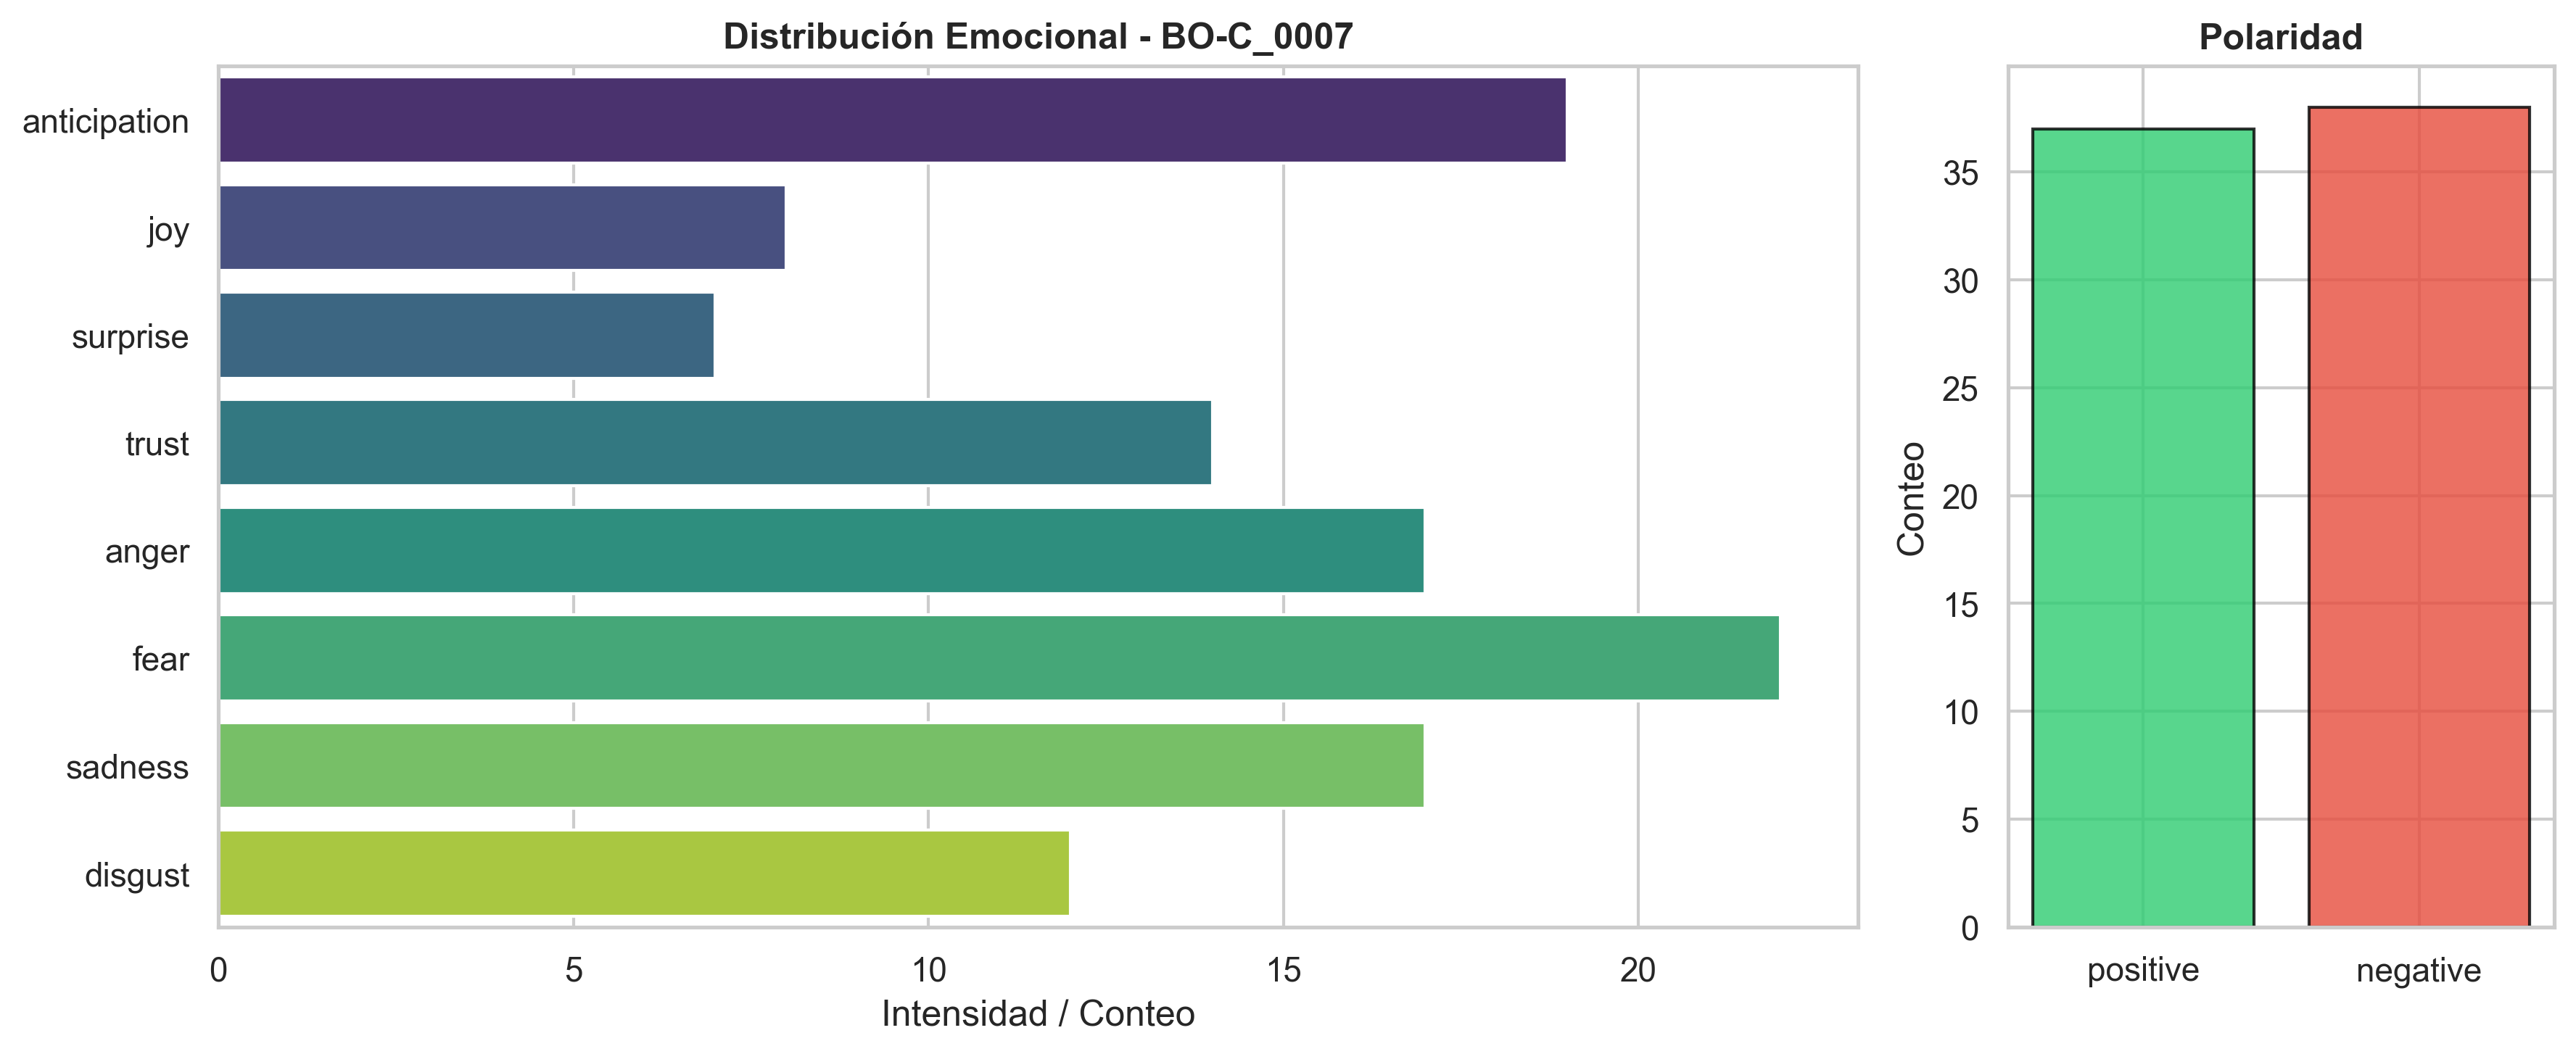 Distribución Emocional - BO-C_0007
anticipation
joy
surprise
trust
anger
fear
sadness
disgust
0 5 10 15 20
Intensidad / Conteo
Polaridad
Conteo
35
30
25
20
15
10
5
0
positive negative